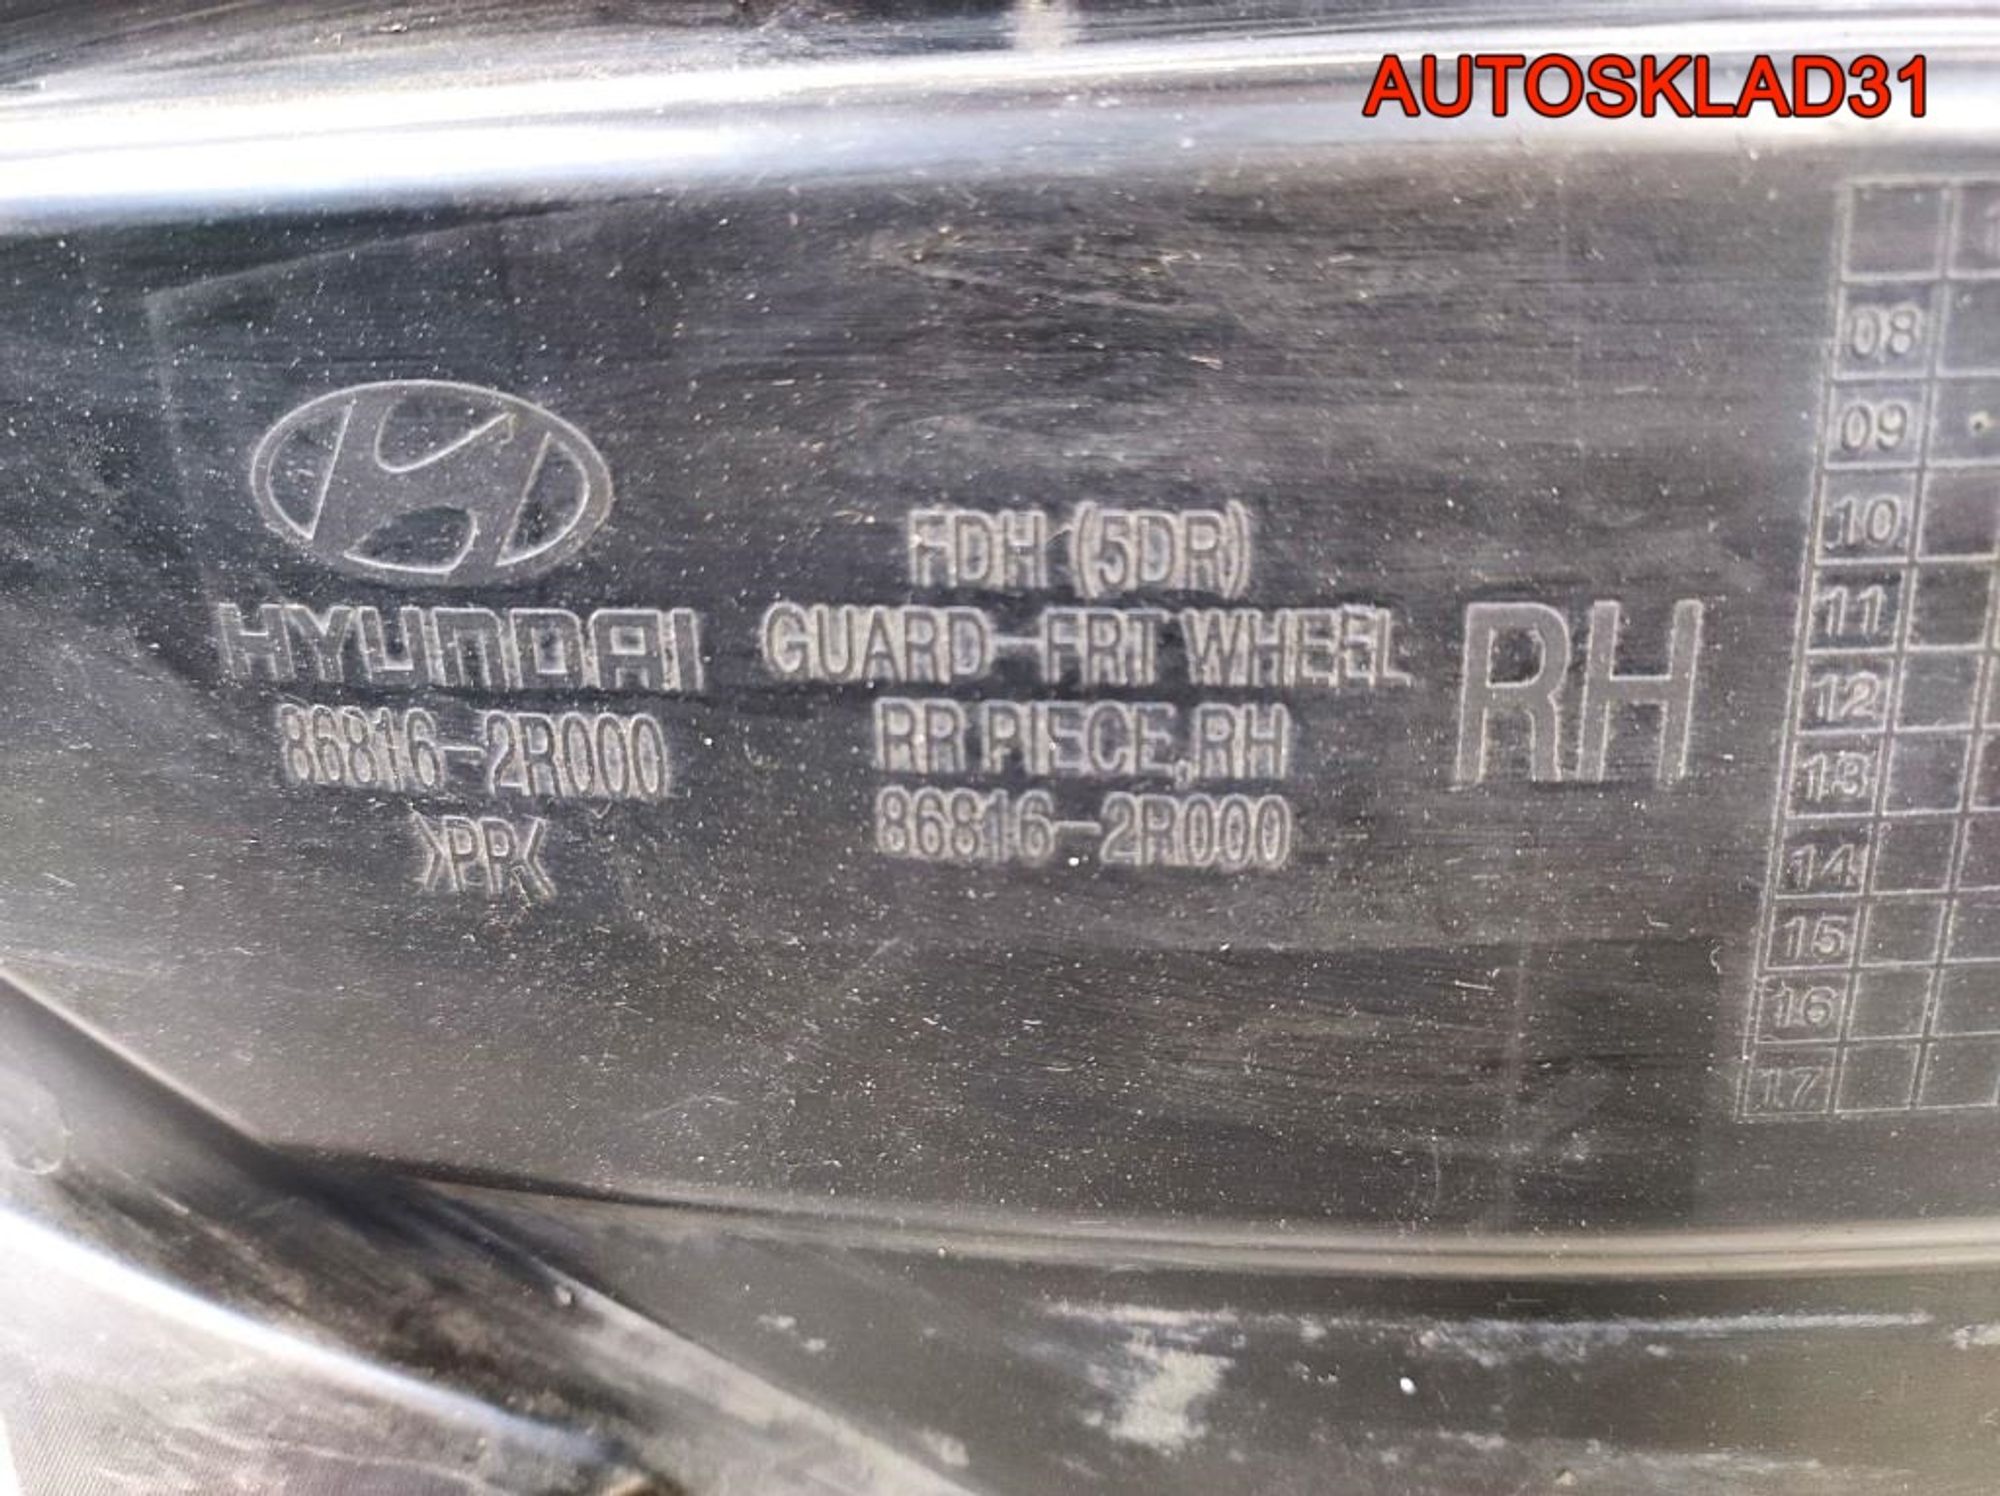 AUTOSKLAD31
HYUNDAI
86816-2R000
>PP<
FDH (5DR)
GUARD-FRT WHEEL
RR PIECE,RH
86816-2R000
RH
08
09
10
11
12
13
14
15
16
17